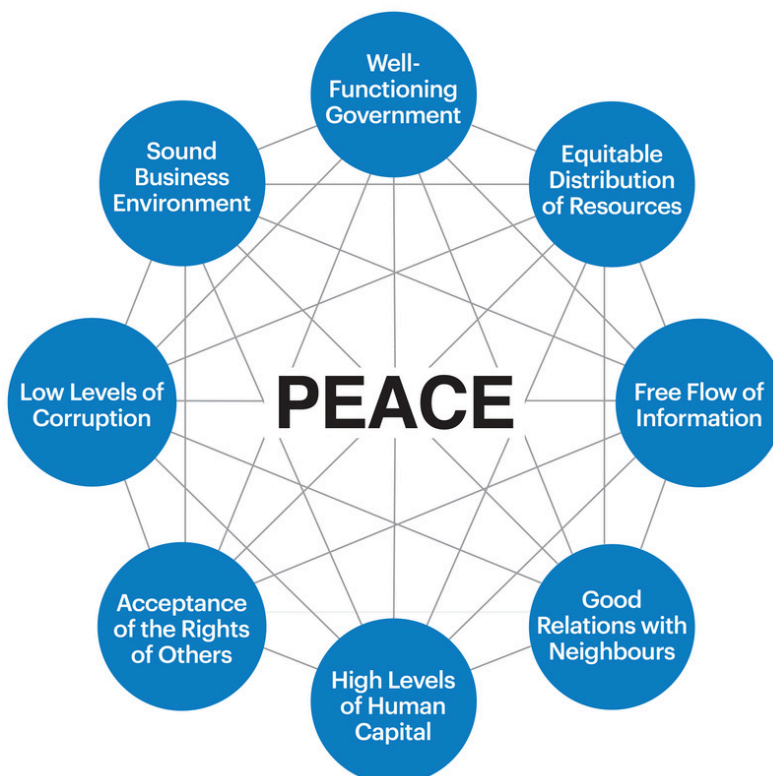 Well-
Functioning
Government
Sound
Business
Environment
Equitable
Distribution
of Resources
Low Levels of
Corruption
PEACE
Free Flow of
Information
Acceptance
of the Rights
of Others
Good
Relations with
Neighbours
High Levels
of Human
Capital